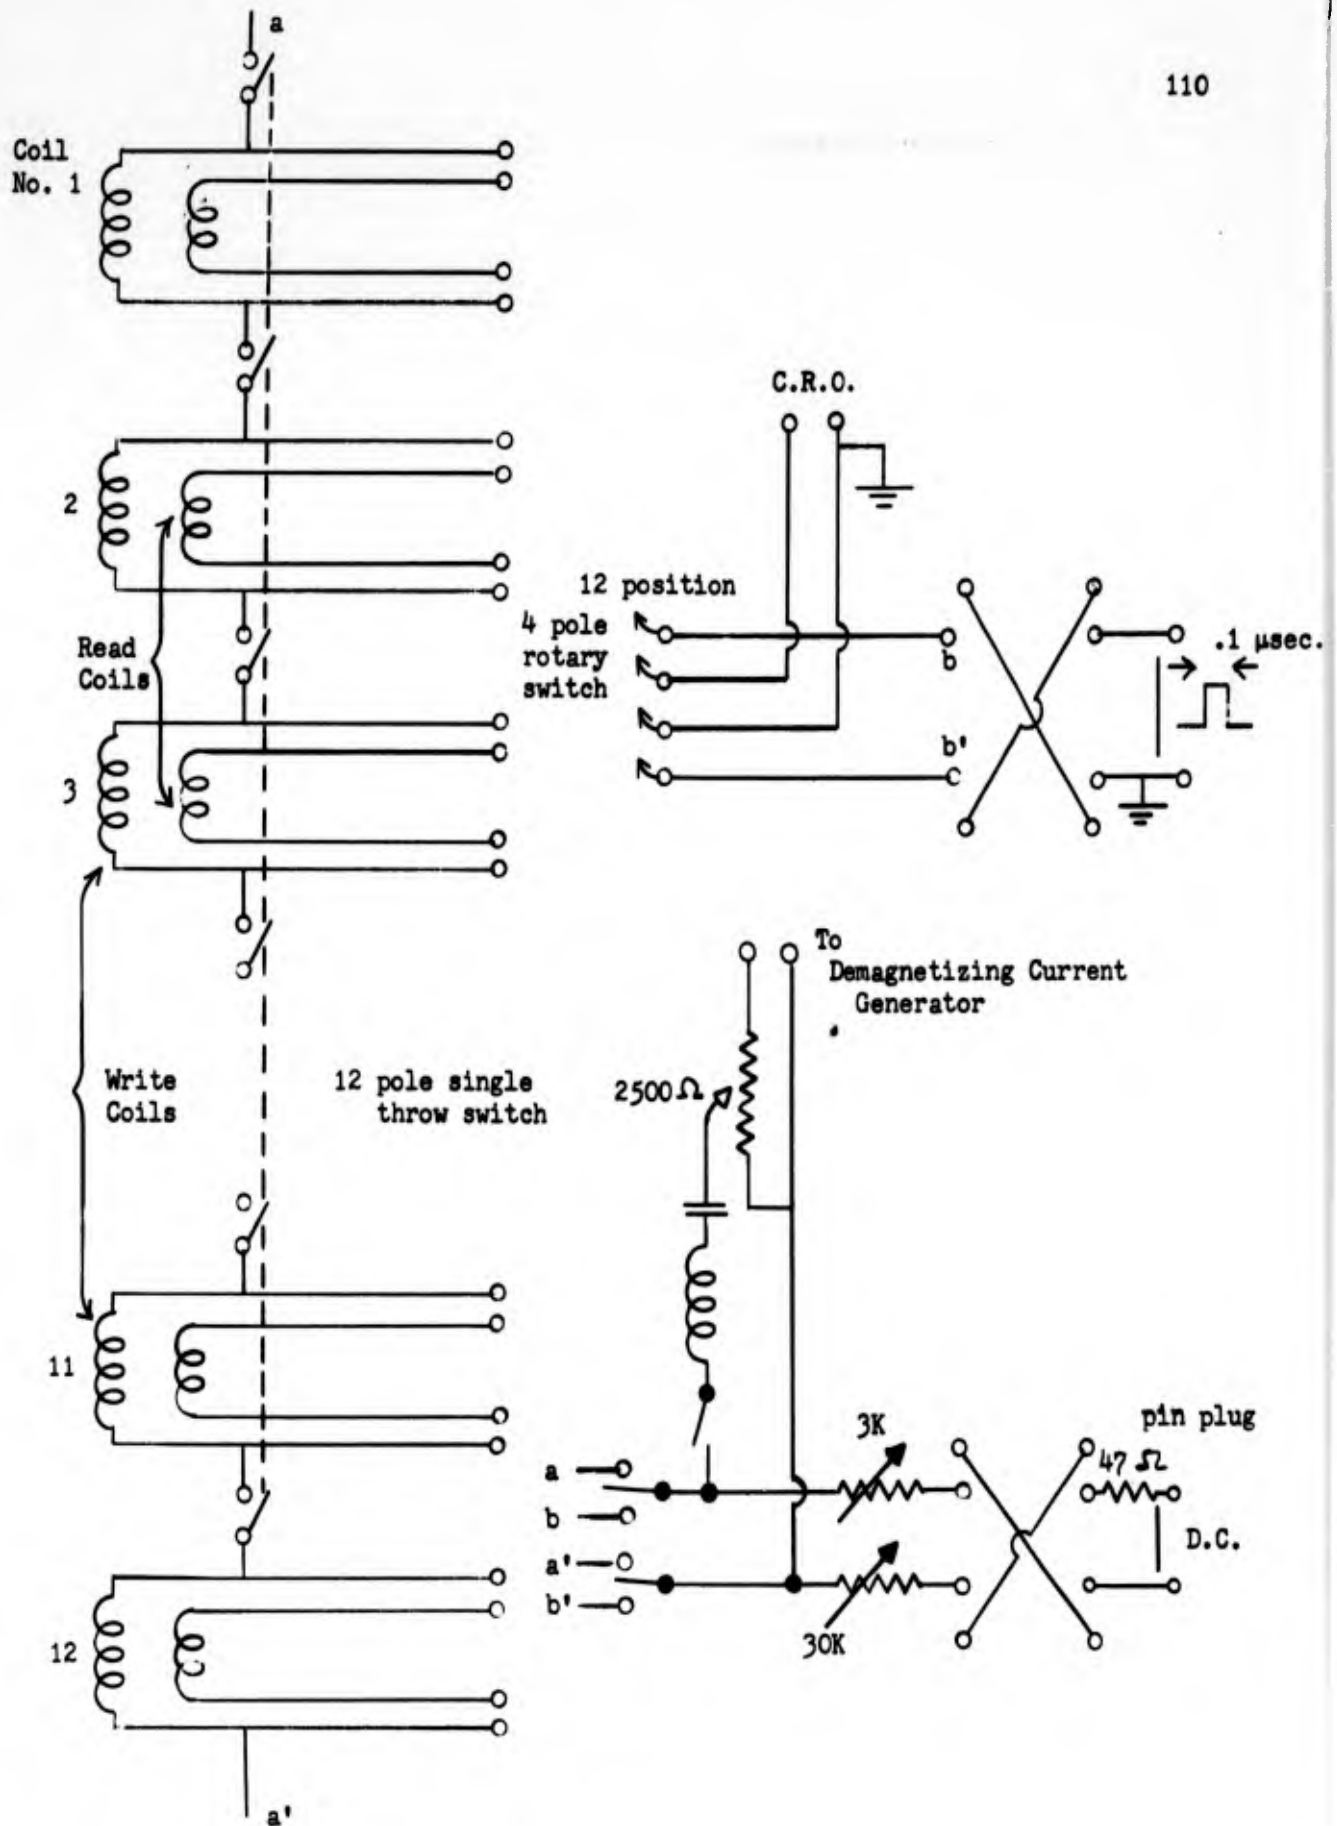 110
a
Coil
No. 1
2
Read
Coils
3
C.R.O.
12 position
4 pole
rotary
switch
b
b'
.1 μsec.
To
Demagnetizing Current
Generator
2500Ω
Write
Coils
12 pole single
throw switch
11
12
a
b
a'
b'
3K
30K
pin plug
47 Ω
D.C.
a'